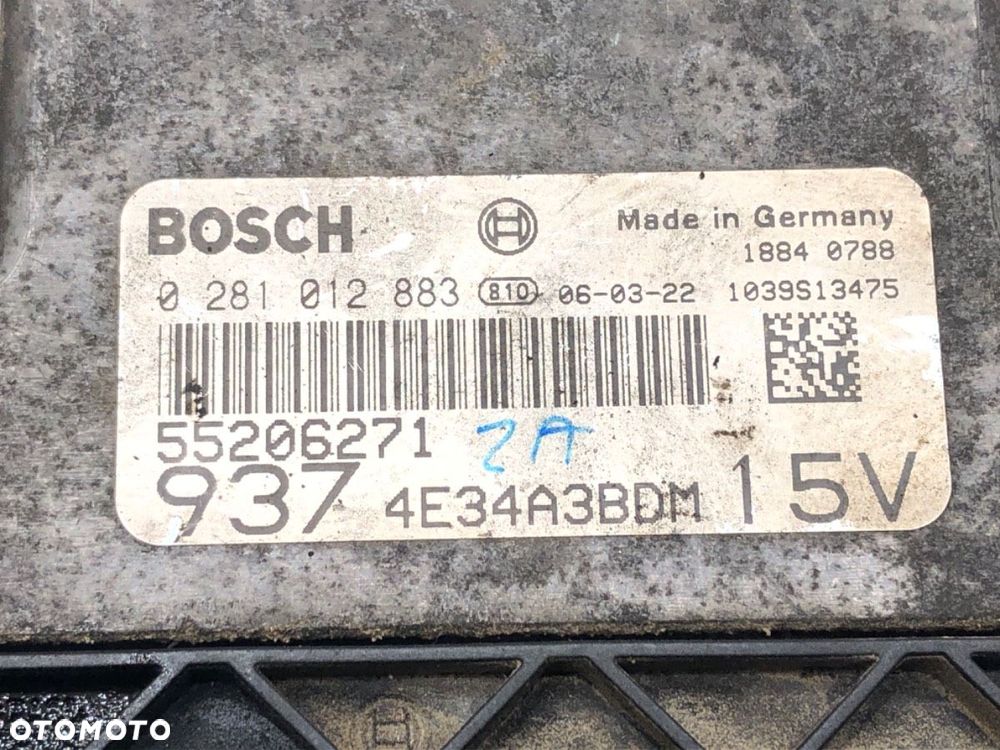 BOSCH
Made in Germany
1884 0788
0 281 012 883 810 06-03-22 1039S13475
55206271 2A
937 4E34A3BDM 15V
OTOMOTO